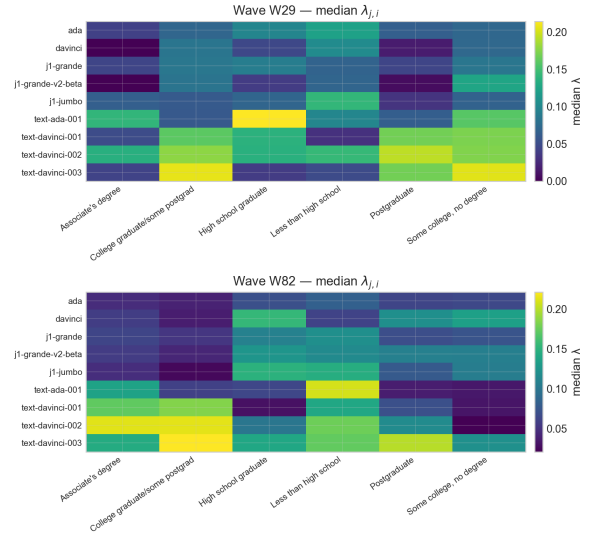 Wave W29 — median λj,i
ada
davinci
j1-grande
j1-grande-v2-beta
j1-jumbo
text-ada-001
text-davinci-001
text-davinci-002
text-davinci-003
Associate's degree
College graduate/some postgrad
High school graduate
Less than high school
Postgraduate
Some college, no degree
0.20
0.15
0.10
0.05
0.00
median λ
Wave W82 — median λj,i
ada
davinci
j1-grande
j1-grande-v2-beta
j1-jumbo
text-ada-001
text-davinci-001
text-davinci-002
text-davinci-003
Associate's degree
College graduate/some postgrad
High school graduate
Less than high school
Postgraduate
Some college, no degree
0.20
0.15
0.10
0.05
median λ